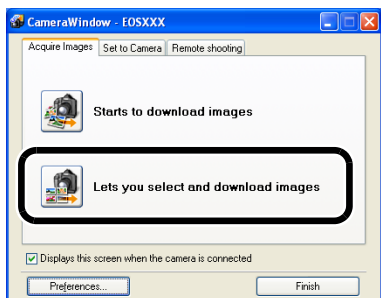 CameraWindow - EOSXXX
Acquire Images Set to Camera Remote shooting
Starts to download images
Lets you select and download images
Displays this screen when the camera is connected
Preferences... Finish